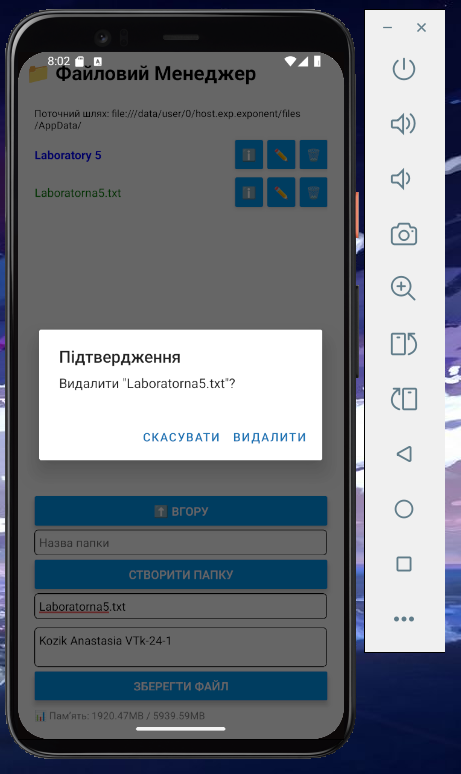 8:02
📁 Файловий Менеджер
Поточний шлях: file:///data/user/0/host.exp.exponent/files
/AppData/
Laboratory 5
Laboratorna5.txt
Підтвердження
Видалити "Laboratorna5.txt"?
СКАСУВАТИ ВИДАЛИТИ
⬆️ ВГОРУ
Назва папки
СТВОРИТИ ПАПКУ
Laboratorna5.txt
Kozik Anastasia VTk-24-1
ЗБЕРЕГТИ ФАЙЛ
📊 Пам'ять: 1920.47MB / 5939.59MB